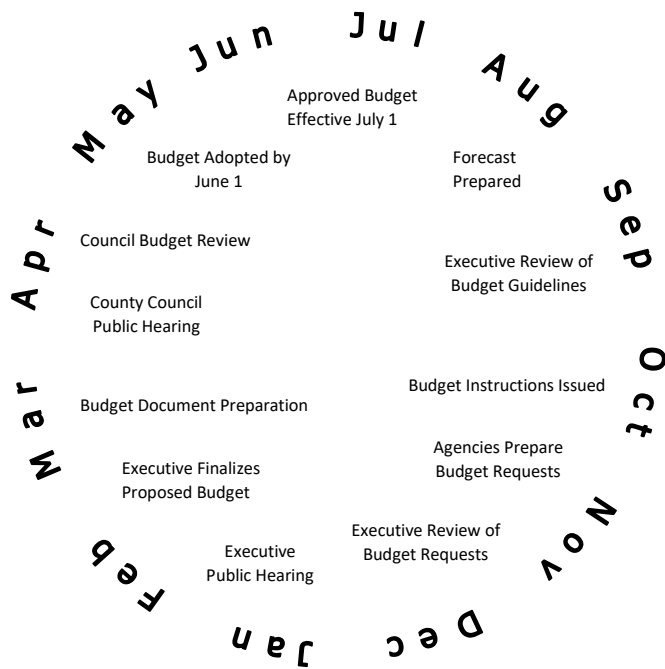 Jul
Aug
Sep
Oct
Nov
Dec
Jan
Feb
Mar
Apr
May
Jun
Approved Budget
Effective July 1
Forecast
Prepared
Executive Review of
Budget Guidelines
Budget Instructions Issued
Agencies Prepare
Budget Requests
Executive Review of
Budget Requests
Executive
Public Hearing
Executive Finalizes
Proposed Budget
Budget Document Preparation
County Council
Public Hearing
Council Budget Review
Budget Adopted by
June 1